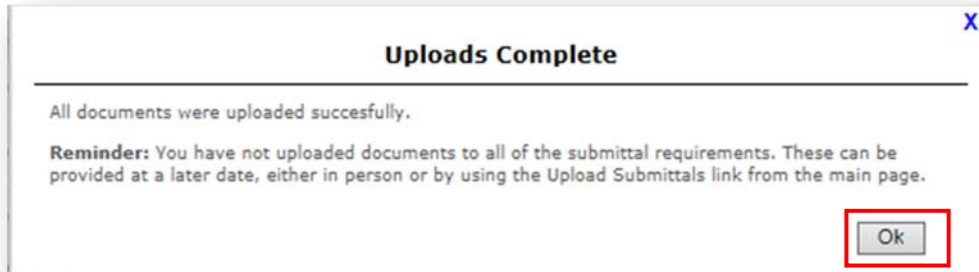 X
Uploads Complete
All documents were uploaded succesfully.
Reminder: You have not uploaded documents to all of the submittal requirements. These can be
provided at a later date, either in person or by using the Upload Submittals link from the main page.
Ok